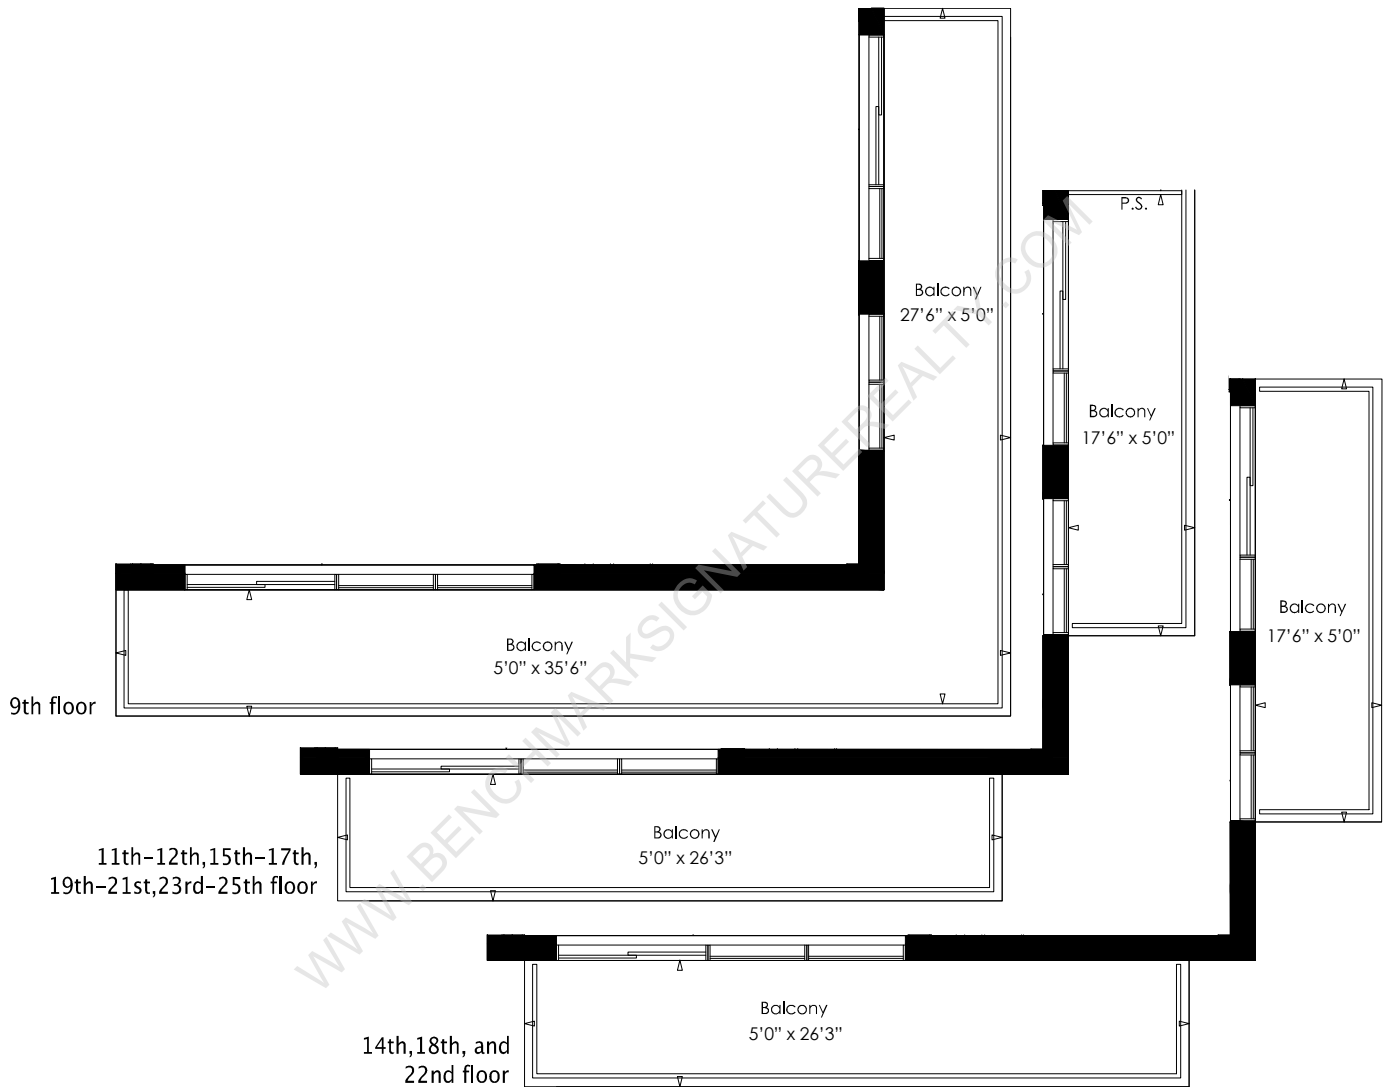 P.S.
Balcony
27'6" x 5'0"
Balcony
17'6" x 5'0"
Balcony
17'6" x 5'0"
Balcony
5'0" x 35'6"
9th floor
Balcony
5'0" x 26'3"
11th-12th,15th-17th,
19th-21st,23rd-25th floor
Balcony
5'0" x 26'3"
14th,18th, and
22nd floor
WWW.BENCHMARKSIGNATUREREALTY.COM